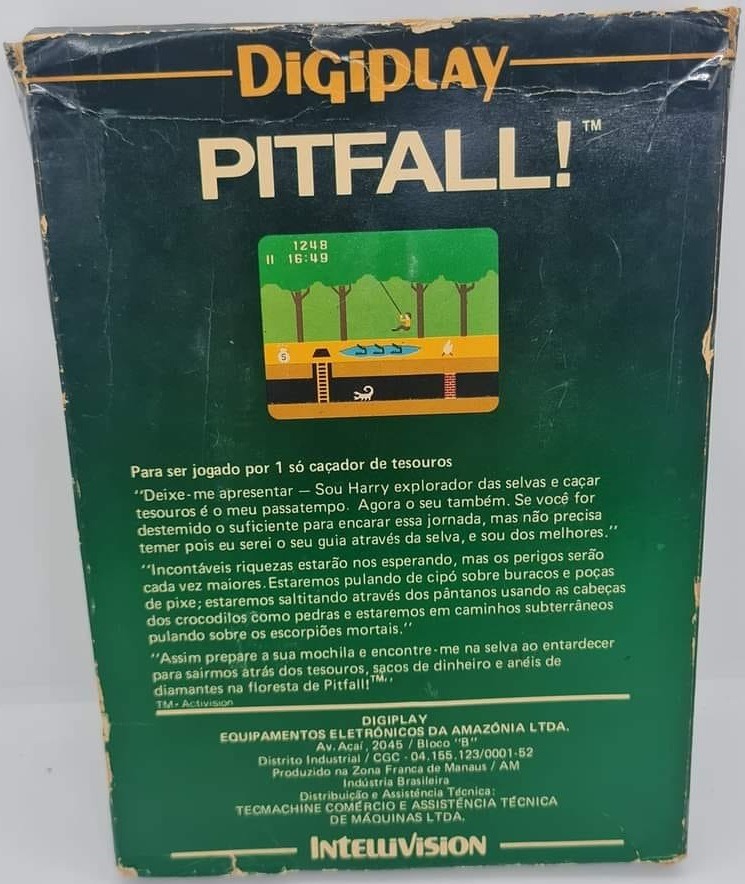 DiGiPLAY
PITFALL!™
1248
II 16:49
$
Para ser jogado por 1 só caçador de tesouros
“Deixe-me apresentar — Sou Harry explorador das selvas e caçar
tesouros é o meu passatempo. Agora o seu também. Se você for
destemido o suficiente para encarar essa jornada, mas não precisa
temer pois eu serei o seu guia através da selva, e sou dos melhores.”
“Incontáveis riquezas estarão nos esperando, mas os perigos serão
cada vez maiores. Estaremos pulando de cipó sobre buracos e poças
de pixe; estaremos saltitando através dos pântanos usando as cabeças
dos crocodilos como pedras e estaremos em caminhos subterrâneos
pulando sobre os escorpiões mortais.”
“Assim prepare a sua mochila e encontre-me na selva ao entardecer
para sairmos atrás dos tesouros, sacos de dinheiro e anéis de
diamantes na floresta de Pitfall!™”
TM - Activision
DIGIPLAY
EQUIPAMENTOS ELETRÔNICOS DA AMAZÔNIA LTDA.
Av. Açaí, 2045 / Bloco “B”
Distrito Industrial / CGC - 04.155.123/0001-52
Produzido na Zona Franca de Manaus / AM
Indústria Brasileira
Distribuição e Assistência Técnica:
TECMACHINE COMÉRCIO E ASSISTÊNCIA TÉCNICA
DE MÁQUINAS LTDA.
INTELLIVISION